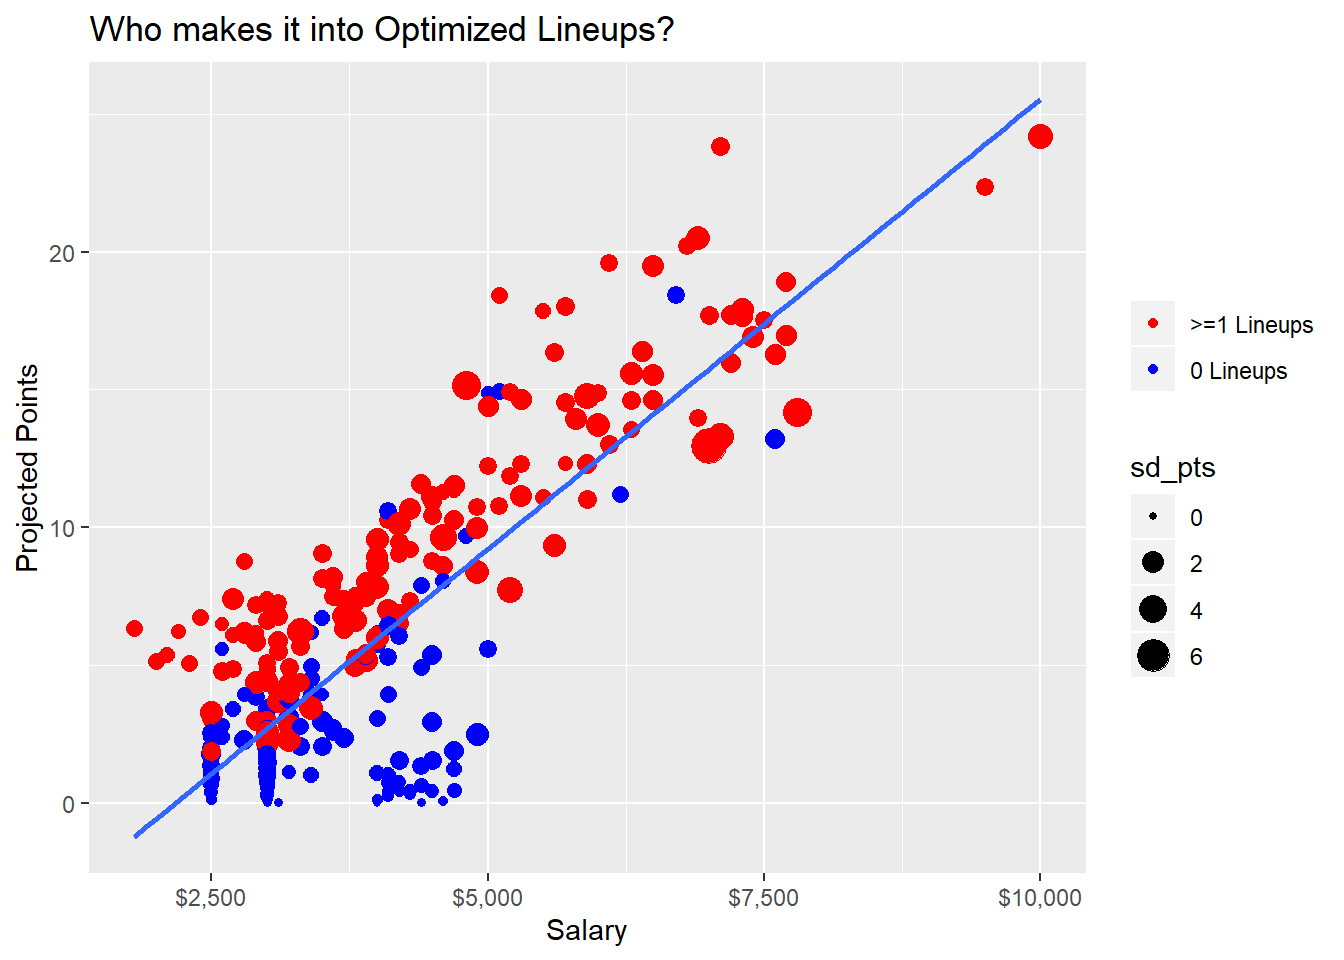 Who makes it into Optimized Lineups?
Projected Points
20
10
0
$2,500
$5,000
$7,500
$10,000
Salary
>=1 Lineups
0 Lineups
sd_pts
0
2
4
6